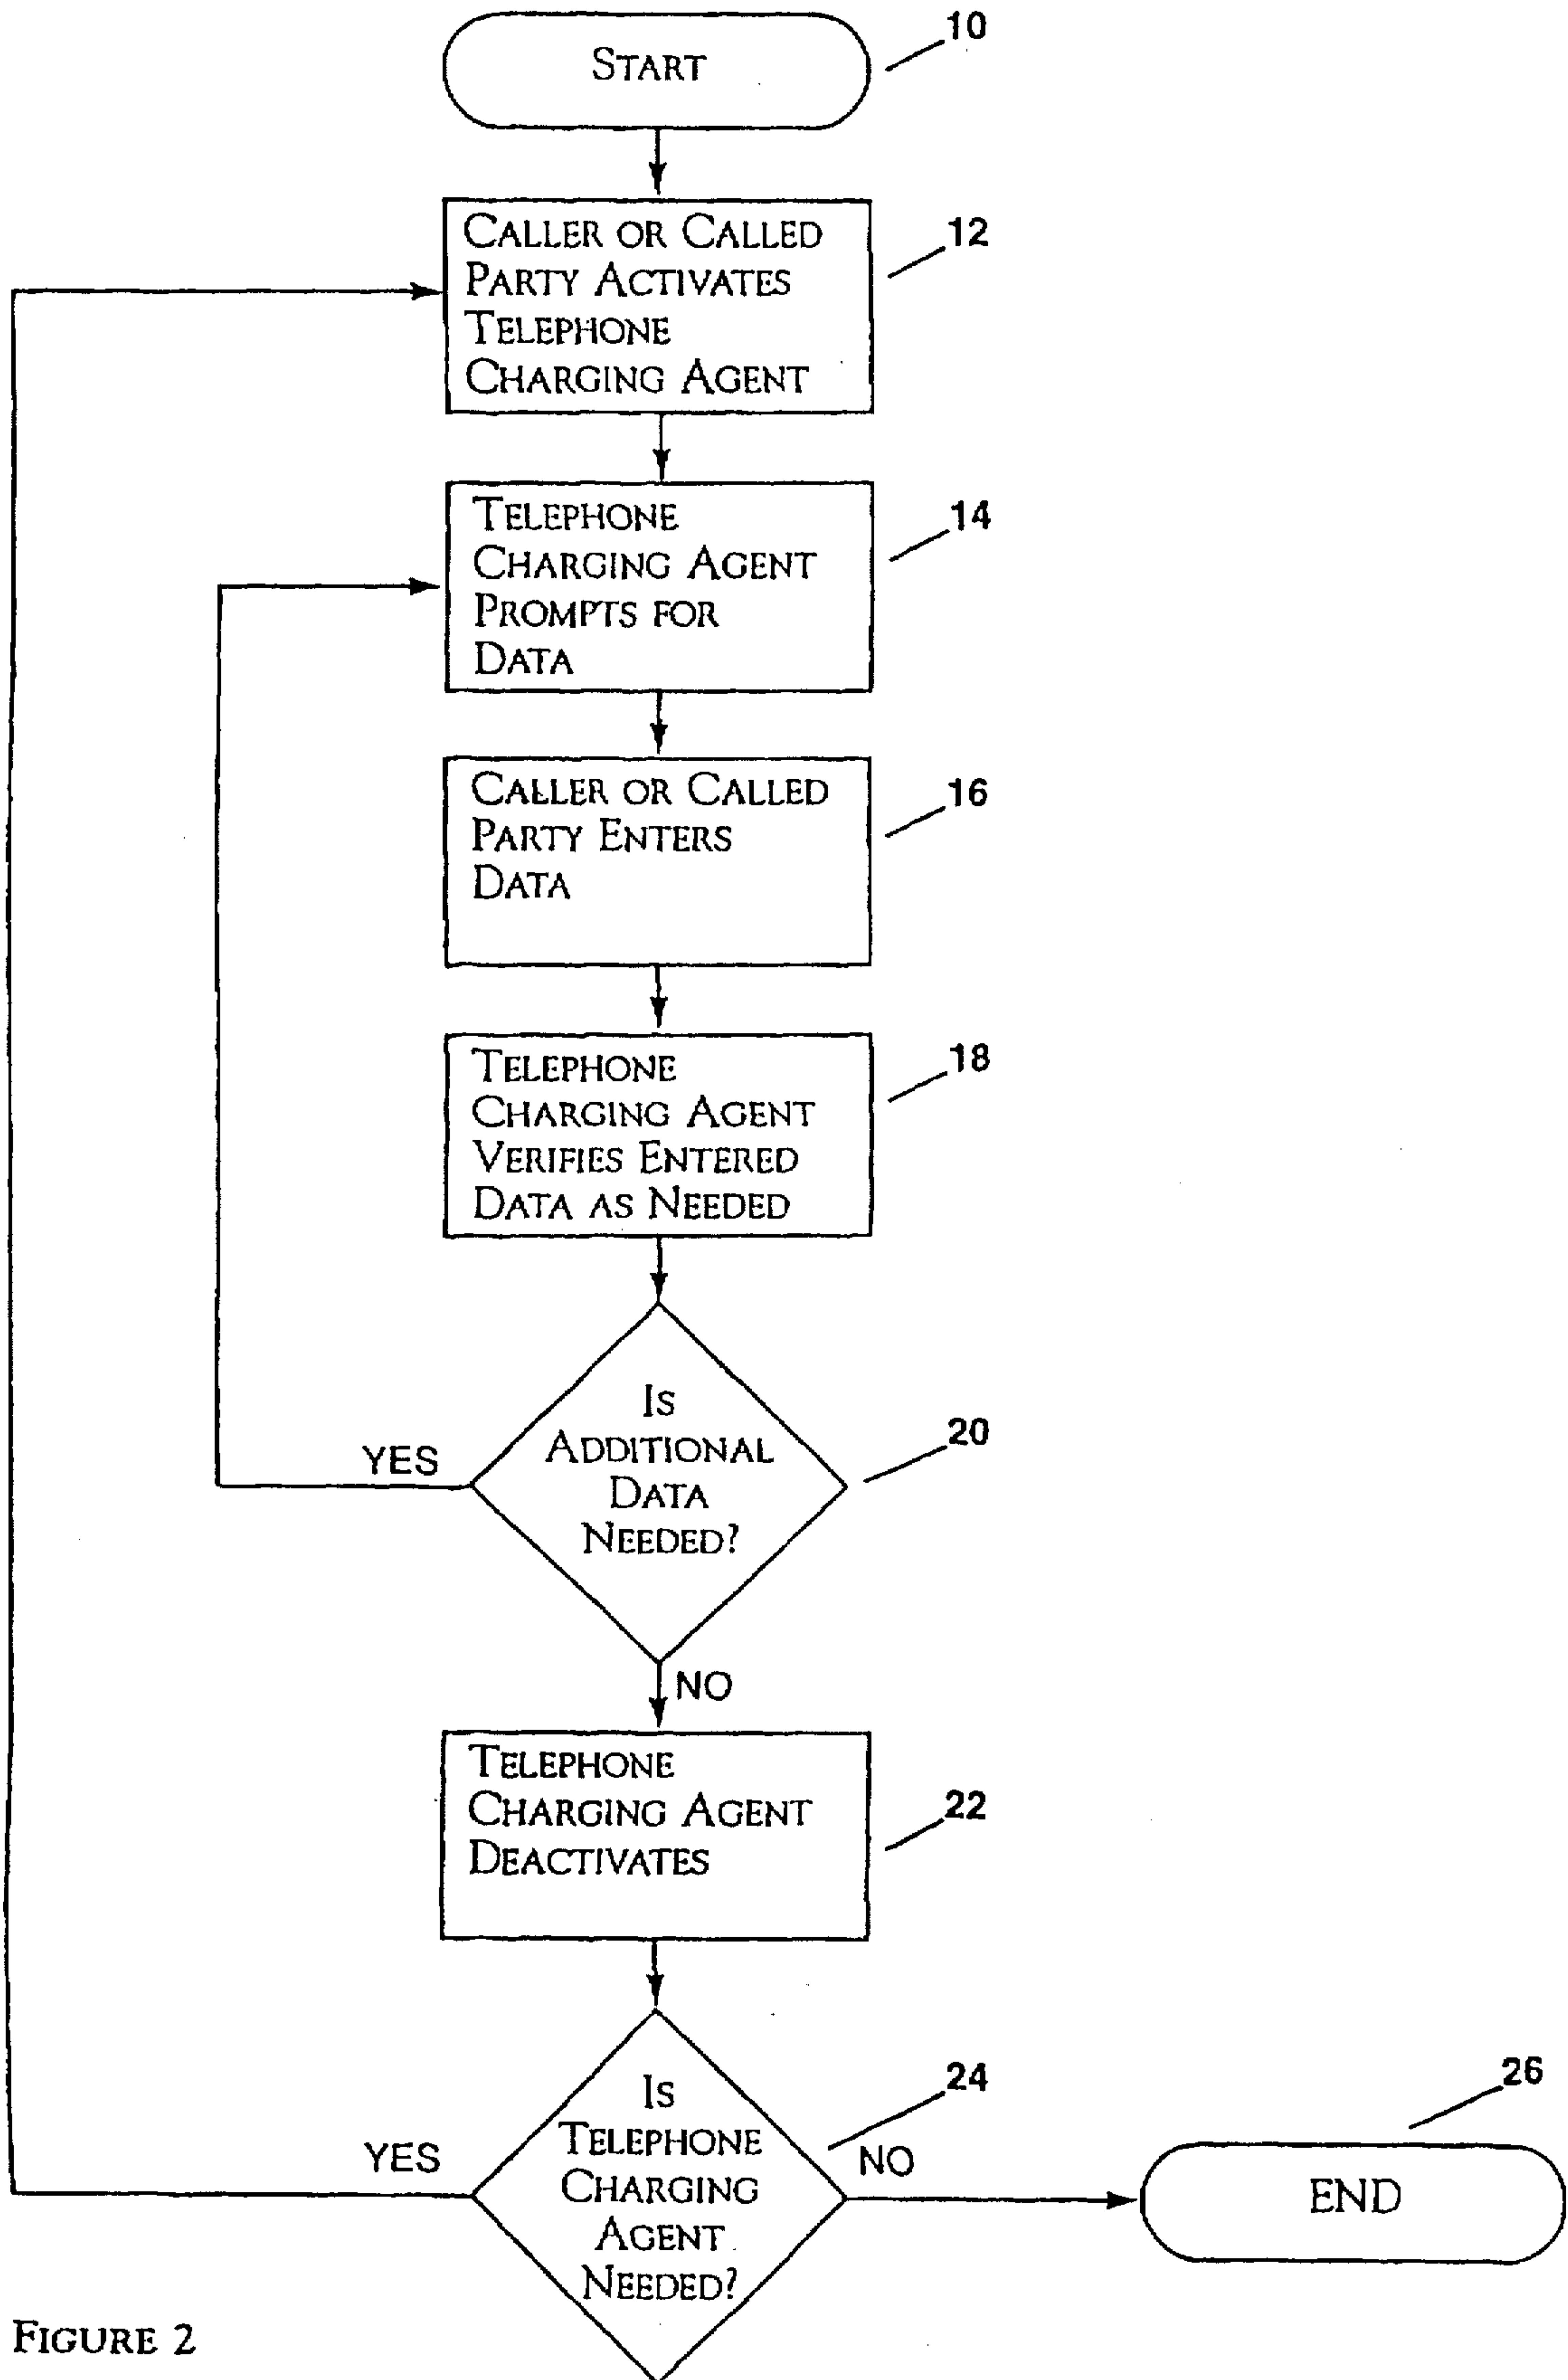 START
10
CALLER OR CALLED
PARTY ACTIVATES
TELEPHONE
CHARGING AGENT
12
TELEPHONE
CHARGING AGENT
PROMPTS FOR
DATA
14
CALLER OR CALLED
PARTY ENTERS
DATA
16
TELEPHONE
CHARGING AGENT
VERIFIES ENTERED
DATA AS NEEDED
18
IS
ADDITIONAL
DATA
NEEDED?
20
YES
NO
TELEPHONE
CHARGING AGENT
DEACTIVATES
22
IS
TELEPHONE
CHARGING
AGENT
NEEDED?
24
YES
NO
END
26
FIGURE 2